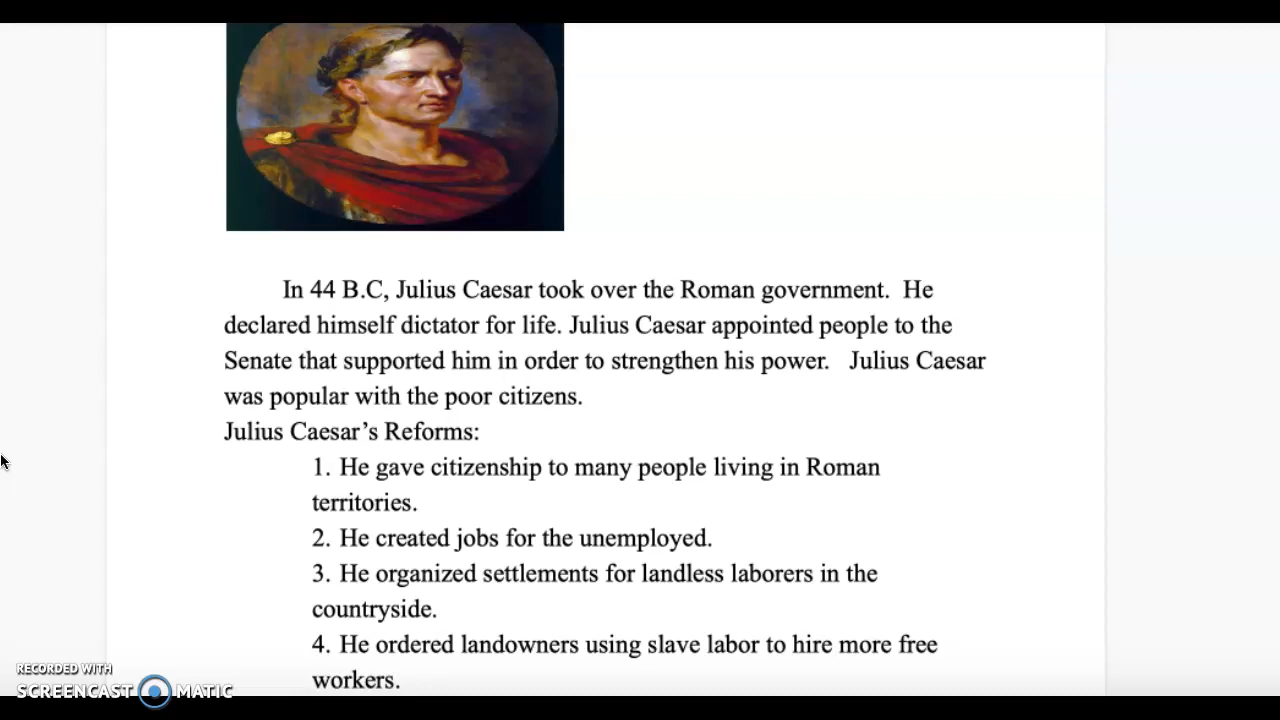 In 44 B.C, Julius Caesar took over the Roman government.  He
declared himself dictator for life. Julius Caesar appointed people to the
Senate that supported him in order to strengthen his power.   Julius Caesar
was popular with the poor citizens.
Julius Caesar’s Reforms:
1. He gave citizenship to many people living in Roman
territories.
2. He created jobs for the unemployed.
3. He organized settlements for landless laborers in the
countryside.
4. He ordered landowners using slave labor to hire more free
workers.
RECORDED WITH
SCREENCAST MATIC